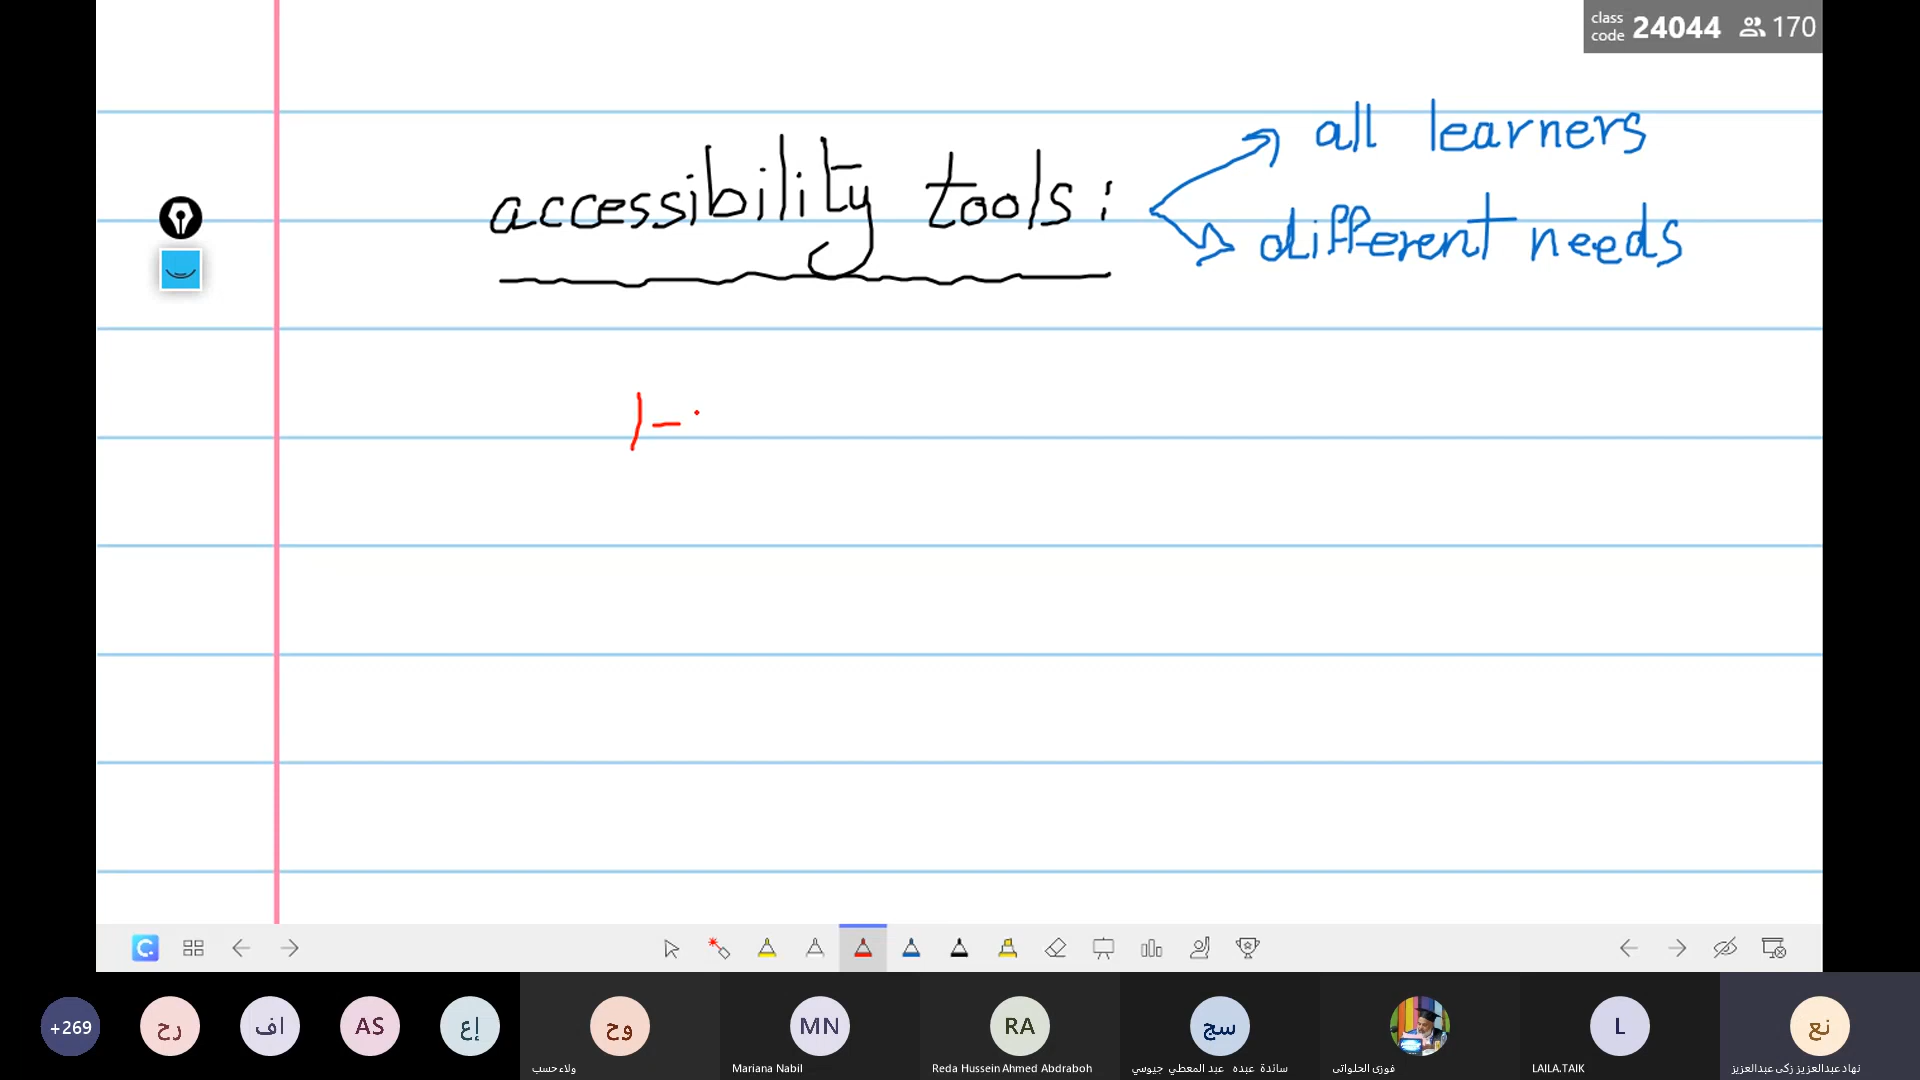 class code 24044 170
all learners
accessibility tools :
different needs
1-
+269
رح
اف
AS
إع
وح
MN
RA
سج
L
نع
ولاء حسب
Mariana Nabil
Reda Hussein Ahmed Abdraboh
سائدة عبده عبد المعطي جيوسي
فوزى الحلوانى
LAILA.TAIK
نهاد عبدالعزيز زكى عبدالعزيز